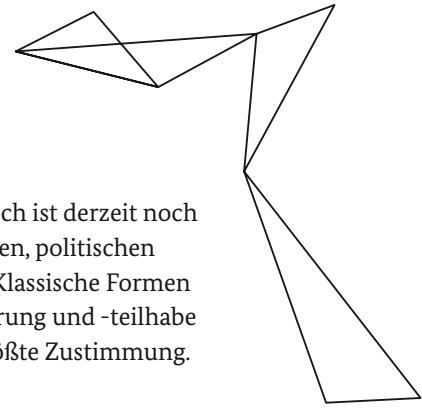 ch ist derzeit noch
en, politischen
Klassische Formen
rung und -teilhabe
ößte Zustimmung.